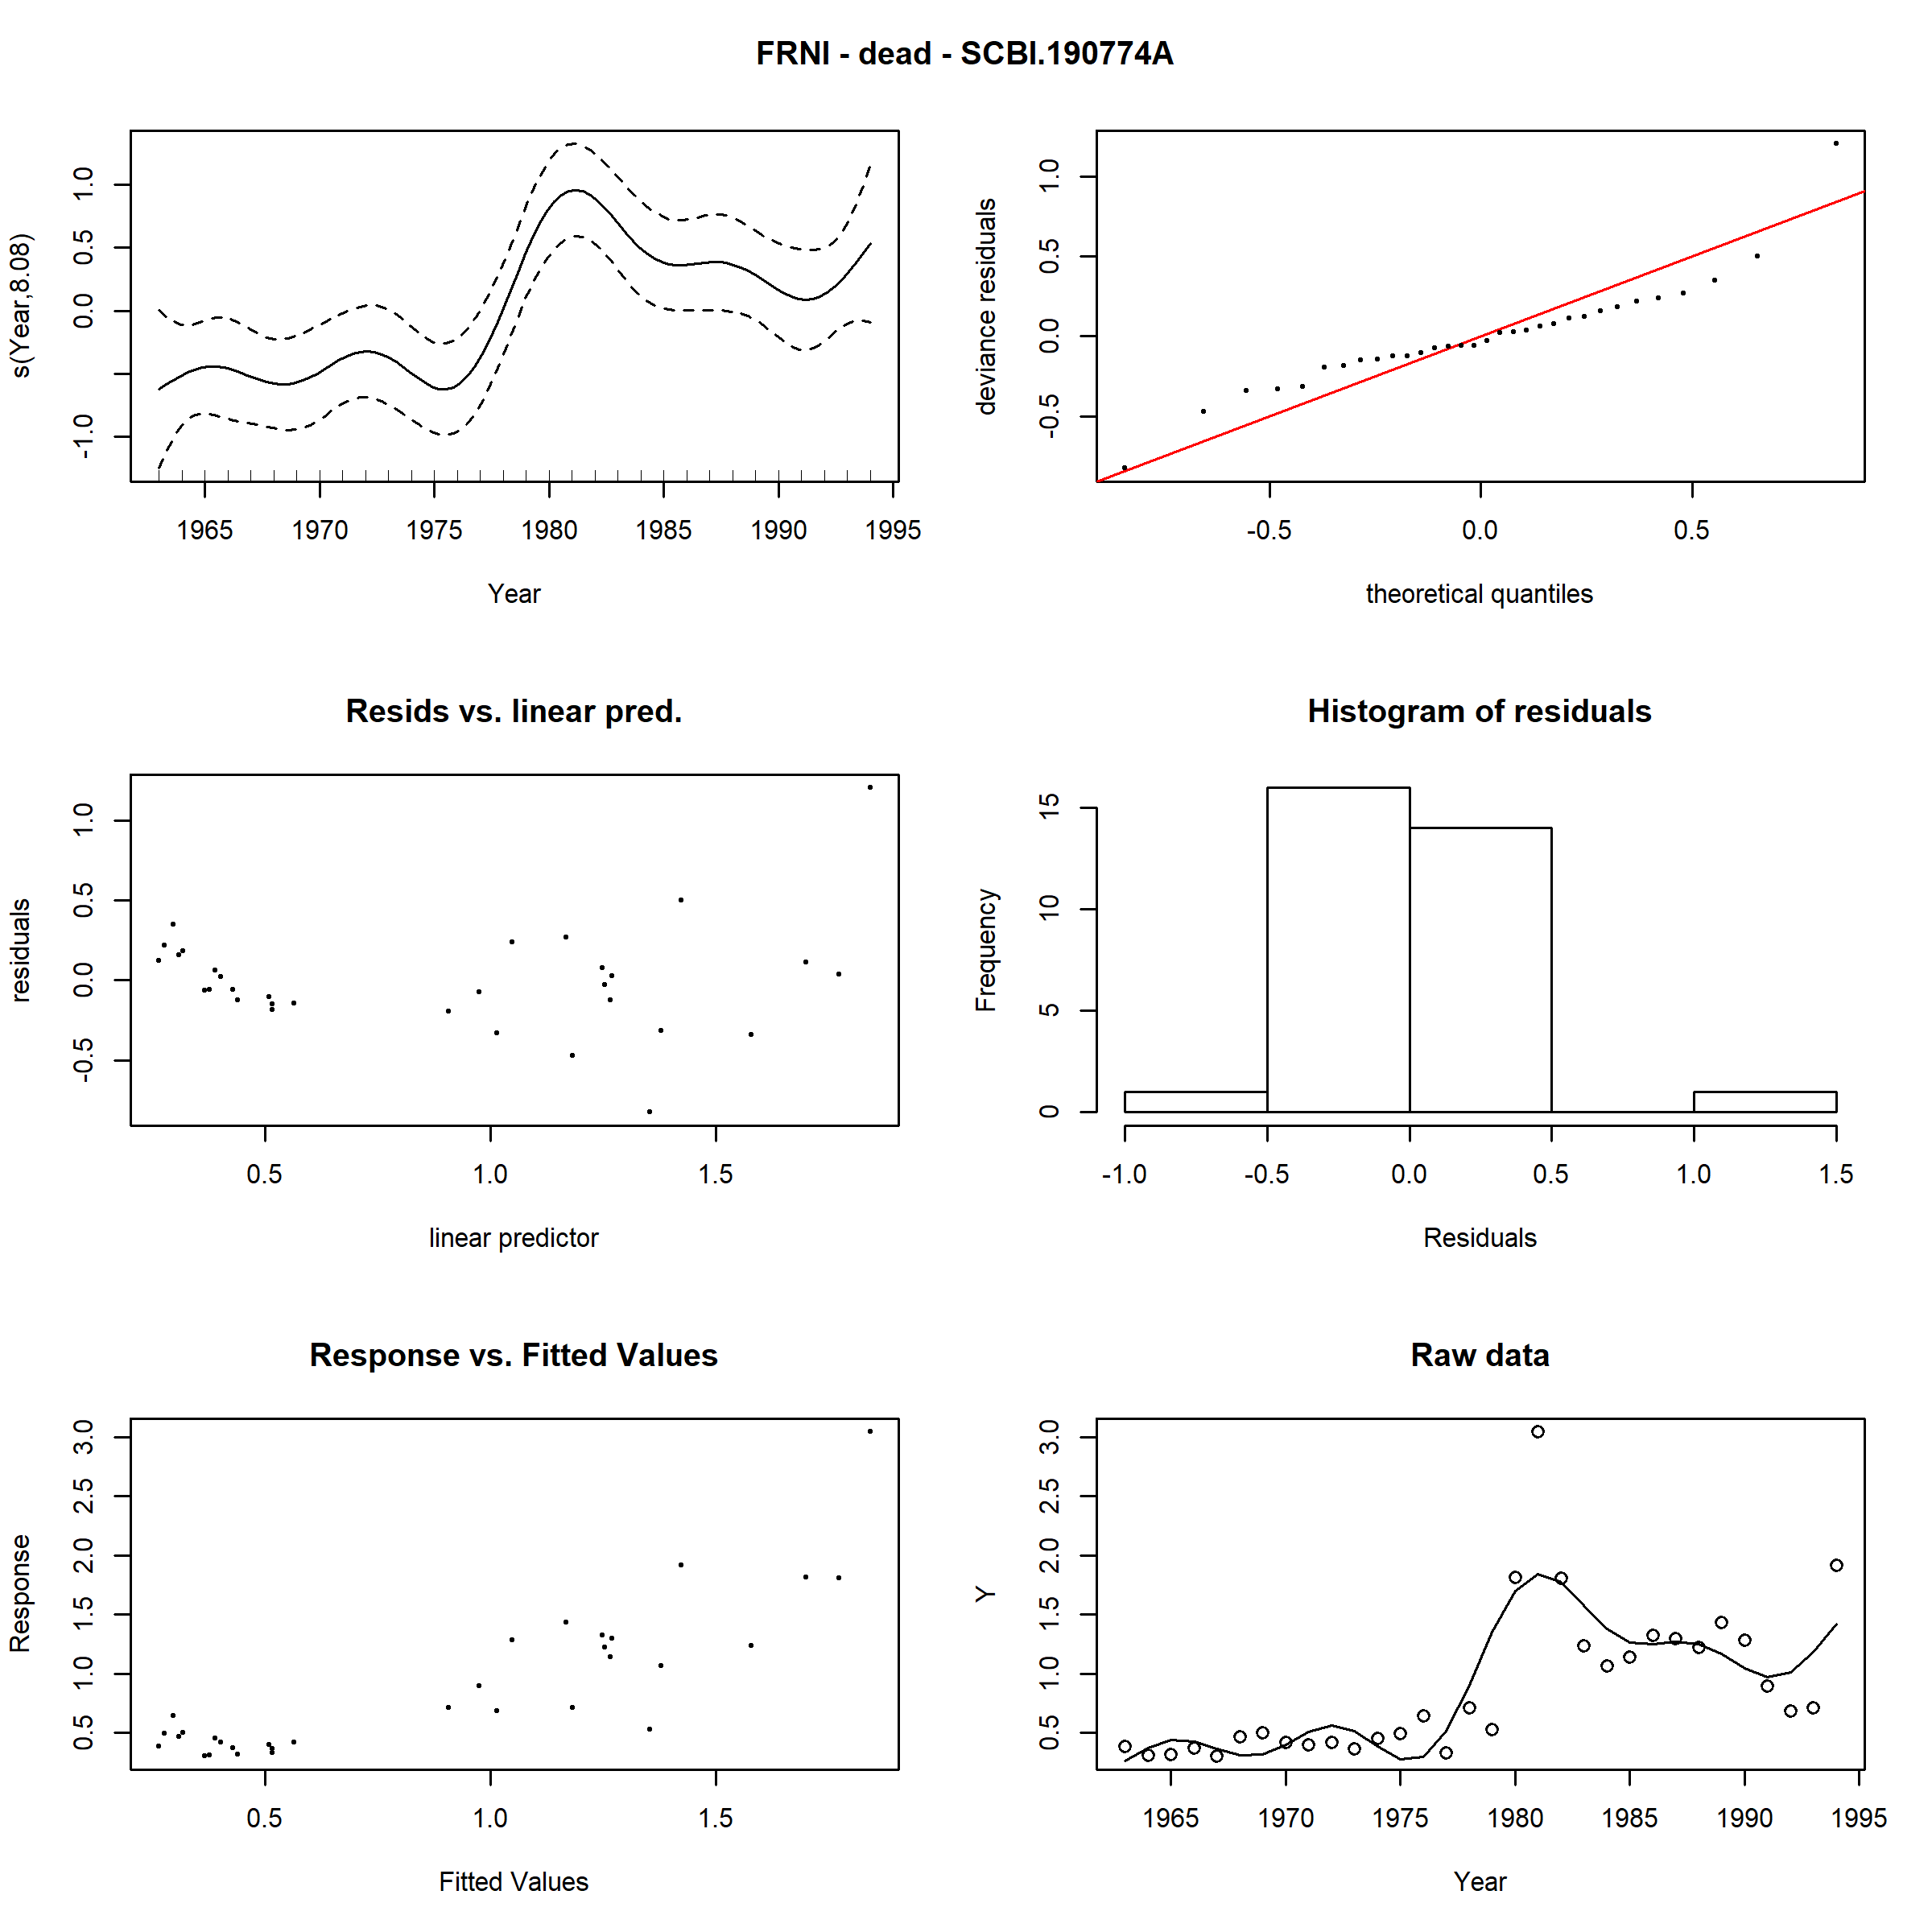 FRNI - dead - SCBI.190774A
s(Year,8.08)
-1.0 0.0 0.5 1.0
1965 1970 1975 1980 1985 1990 1995
Year
deviance residuals
-0.5 0.0 0.5 1.0
-0.5 0.0 0.5
theoretical quantiles
Resids vs. linear pred.
residuals
-0.5 0.0 0.5 1.0
0.5 1.0 1.5
linear predictor
Histogram of residuals
Frequency
0 5 10 15
-1.0 -0.5 0.0 0.5 1.0 1.5
Residuals
Response vs. Fitted Values
Response
0.5 1.0 1.5 2.0 2.5 3.0
0.5 1.0 1.5
Fitted Values
Raw data
Y
0.5 1.0 1.5 2.0 2.5 3.0
1965 1970 1975 1980 1985 1990 1995
Year